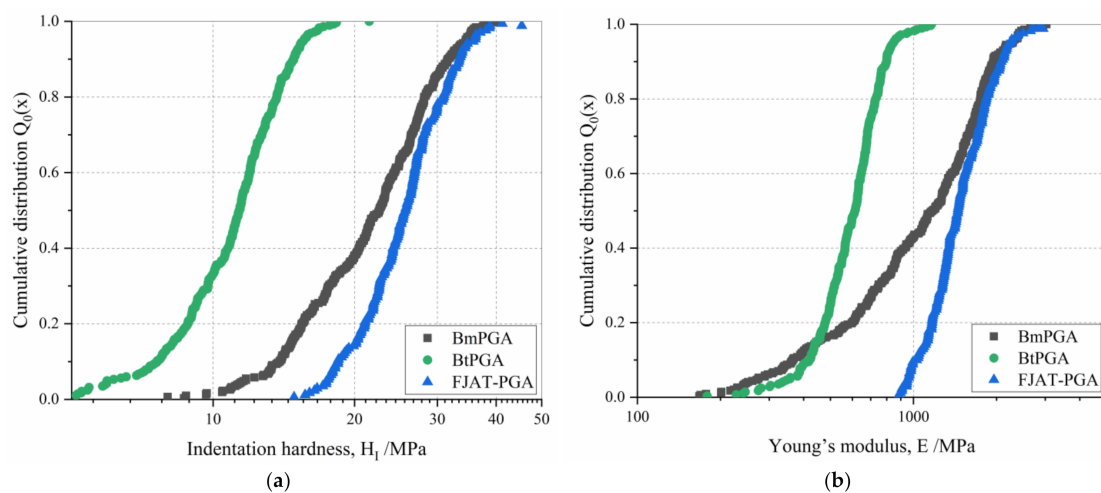 Cumulative distribution Q₀(x)
1.0
0.8
0.6
0.4
0.2
0.0
10
20
30
40
50
Indentation hardness, H_I /MPa
BmPGA
BtPGA
FJAT-PGA
(a)
Cumulative distribution Q₀(x)
1.0
0.8
0.6
0.4
0.2
0.0
100
1000
Young's modulus, E /MPa
BmPGA
BtPGA
FJAT-PGA
(b)